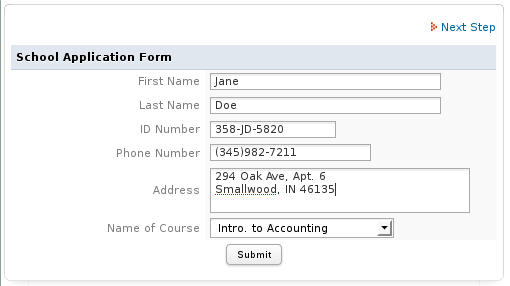 Next Step
School Application Form
First Name Jane
Last Name Doe
ID Number 358-JD-5820
Phone Number (345)982-7211
Address 294 Oak Ave, Apt. 6
Smallwood, IN 46135
Name of Course Intro. to Accounting
Submit